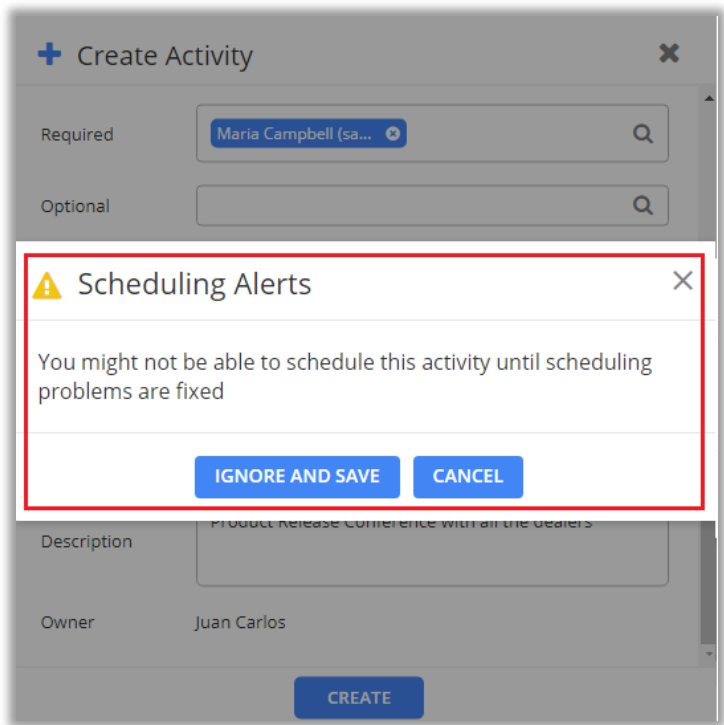 Create Activity
Required
Maria Campbell (sa...
Optional
Scheduling Alerts
You might not be able to schedule this activity until scheduling
problems are fixed
IGNORE AND SAVE CANCEL
Product Release Conference with all the dealers
Description
Owner Juan Carlos
CREATE